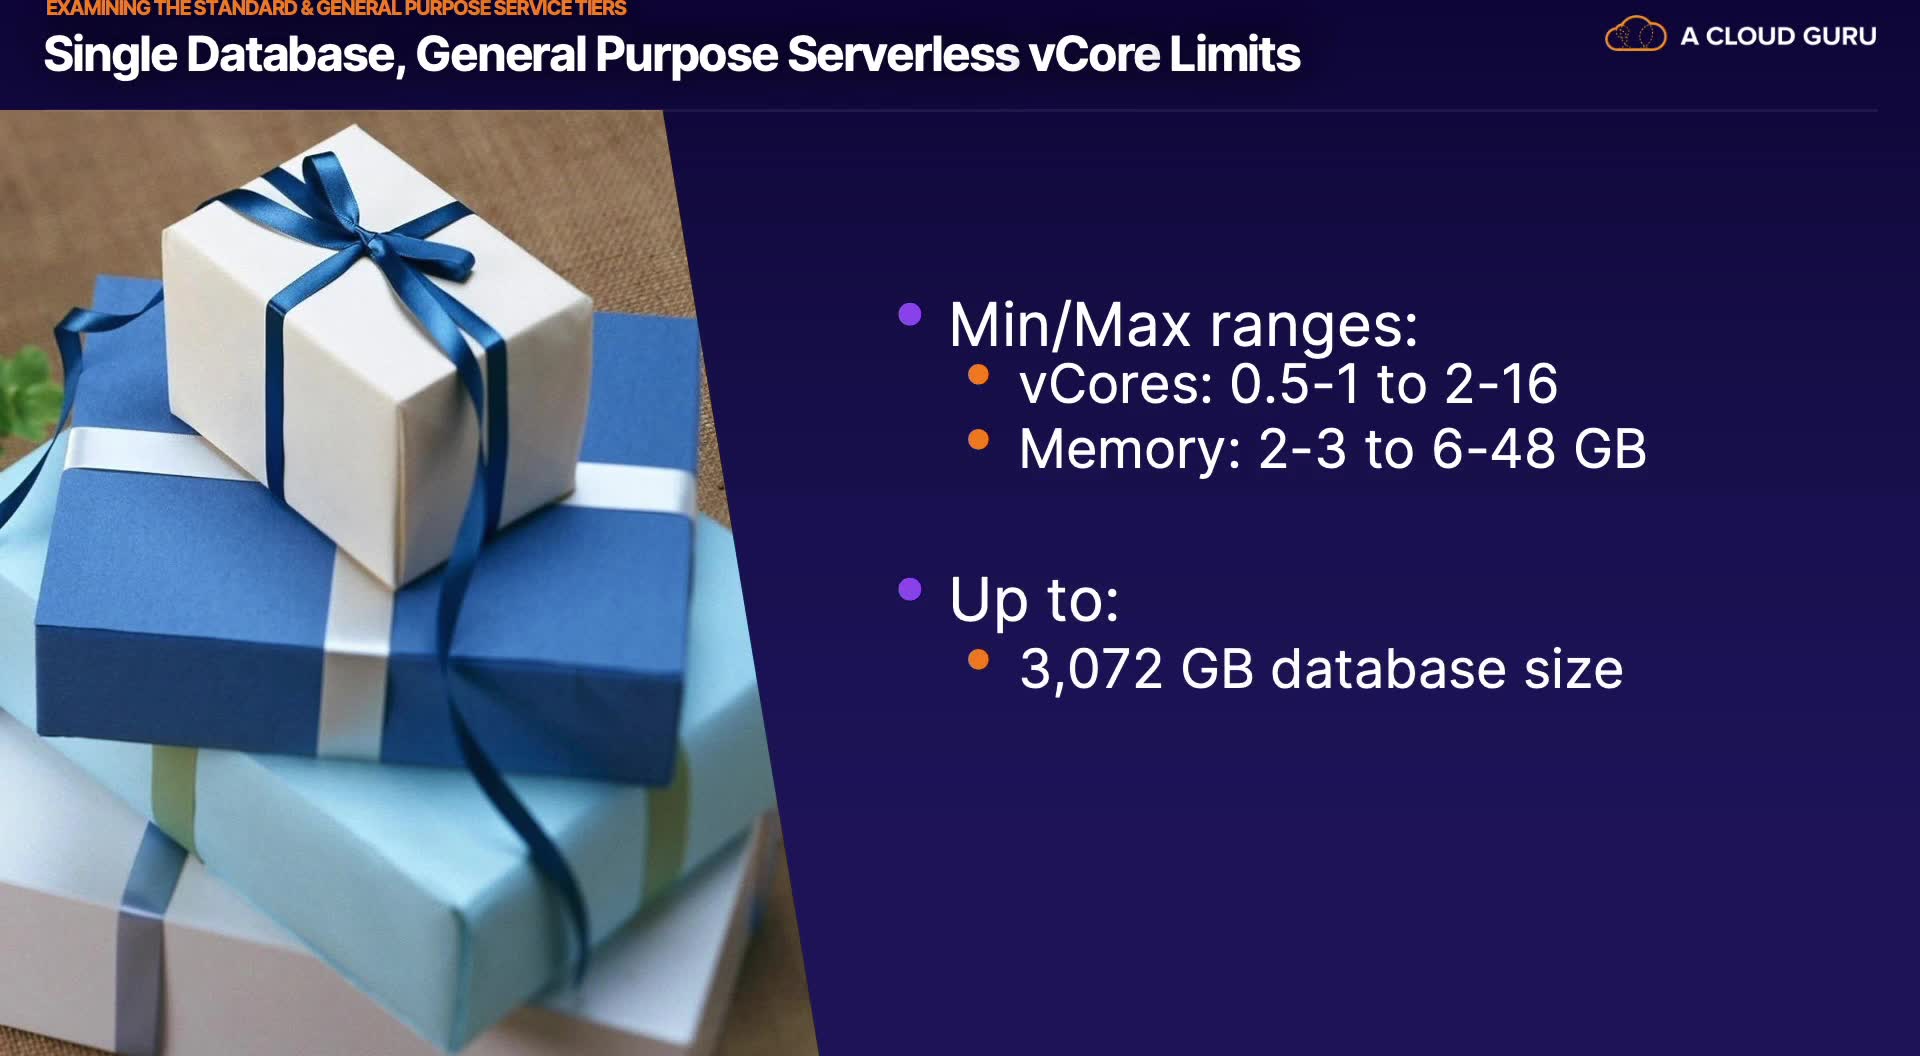 EXAMINING THE STANDARD & GENERAL PURPOSE SERVICE TIERS
Single Database, General Purpose Serverless vCore Limits
A CLOUD GURU
Min/Max ranges:
vCores: 0.5-1 to 2-16
Memory: 2-3 to 6-48 GB
Up to:
3,072 GB database size